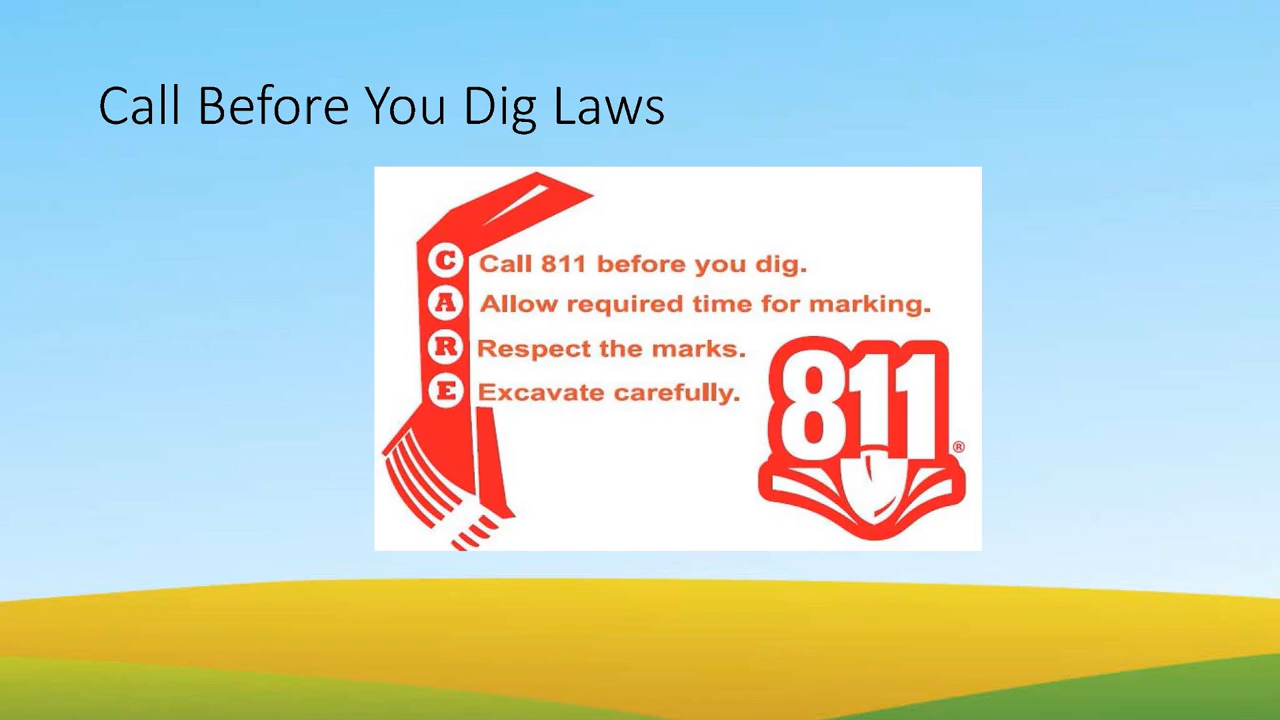 Call Before You Dig Laws
C Call 811 before you dig.
A Allow required time for marking.
R Respect the marks.
E Excavate carefully.
811
®